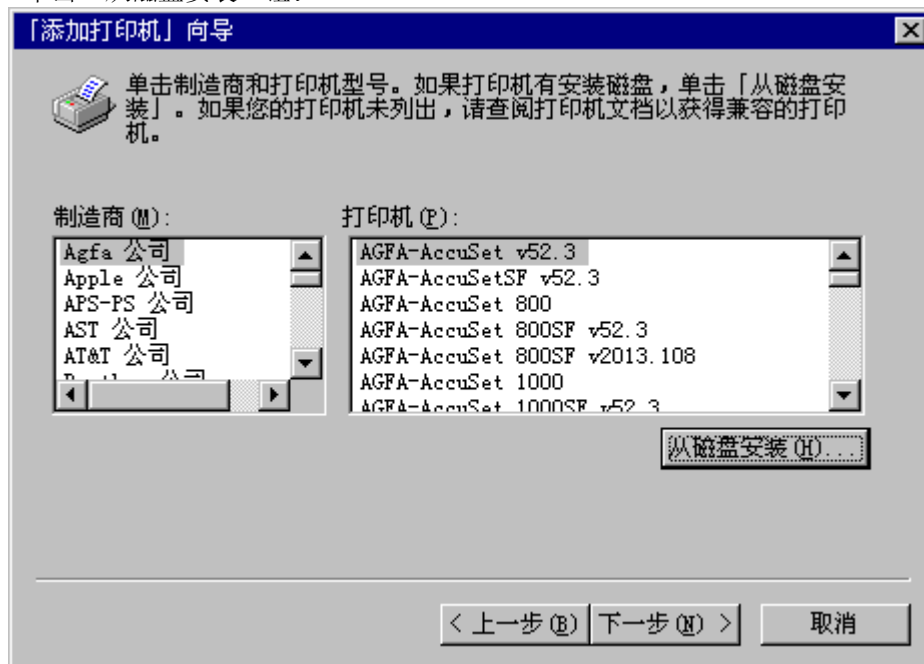 「添加打印机」向导
单击制造商和打印机型号。如果打印机有安装磁盘，单击「从磁盘安
装」。如果您的打印机未列出，请查阅打印机文档以获得兼容的打印
机。
制造商(M):
打印机(P):
Agfa 公司
Apple 公司
APS-PS 公司
AST 公司
AT&T 公司
AGFA-AccuSet v52.3
AGFA-AccuSetSF v52.3
AGFA-AccuSet 800
AGFA-AccuSet 800SF v52.3
AGFA-AccuSet 800SF v2013.108
AGFA-AccuSet 1000
AGFA-AccuSet 1000SF v52.3
从磁盘安装(H)...
< 上一步(B)
下一步(N) >
取消